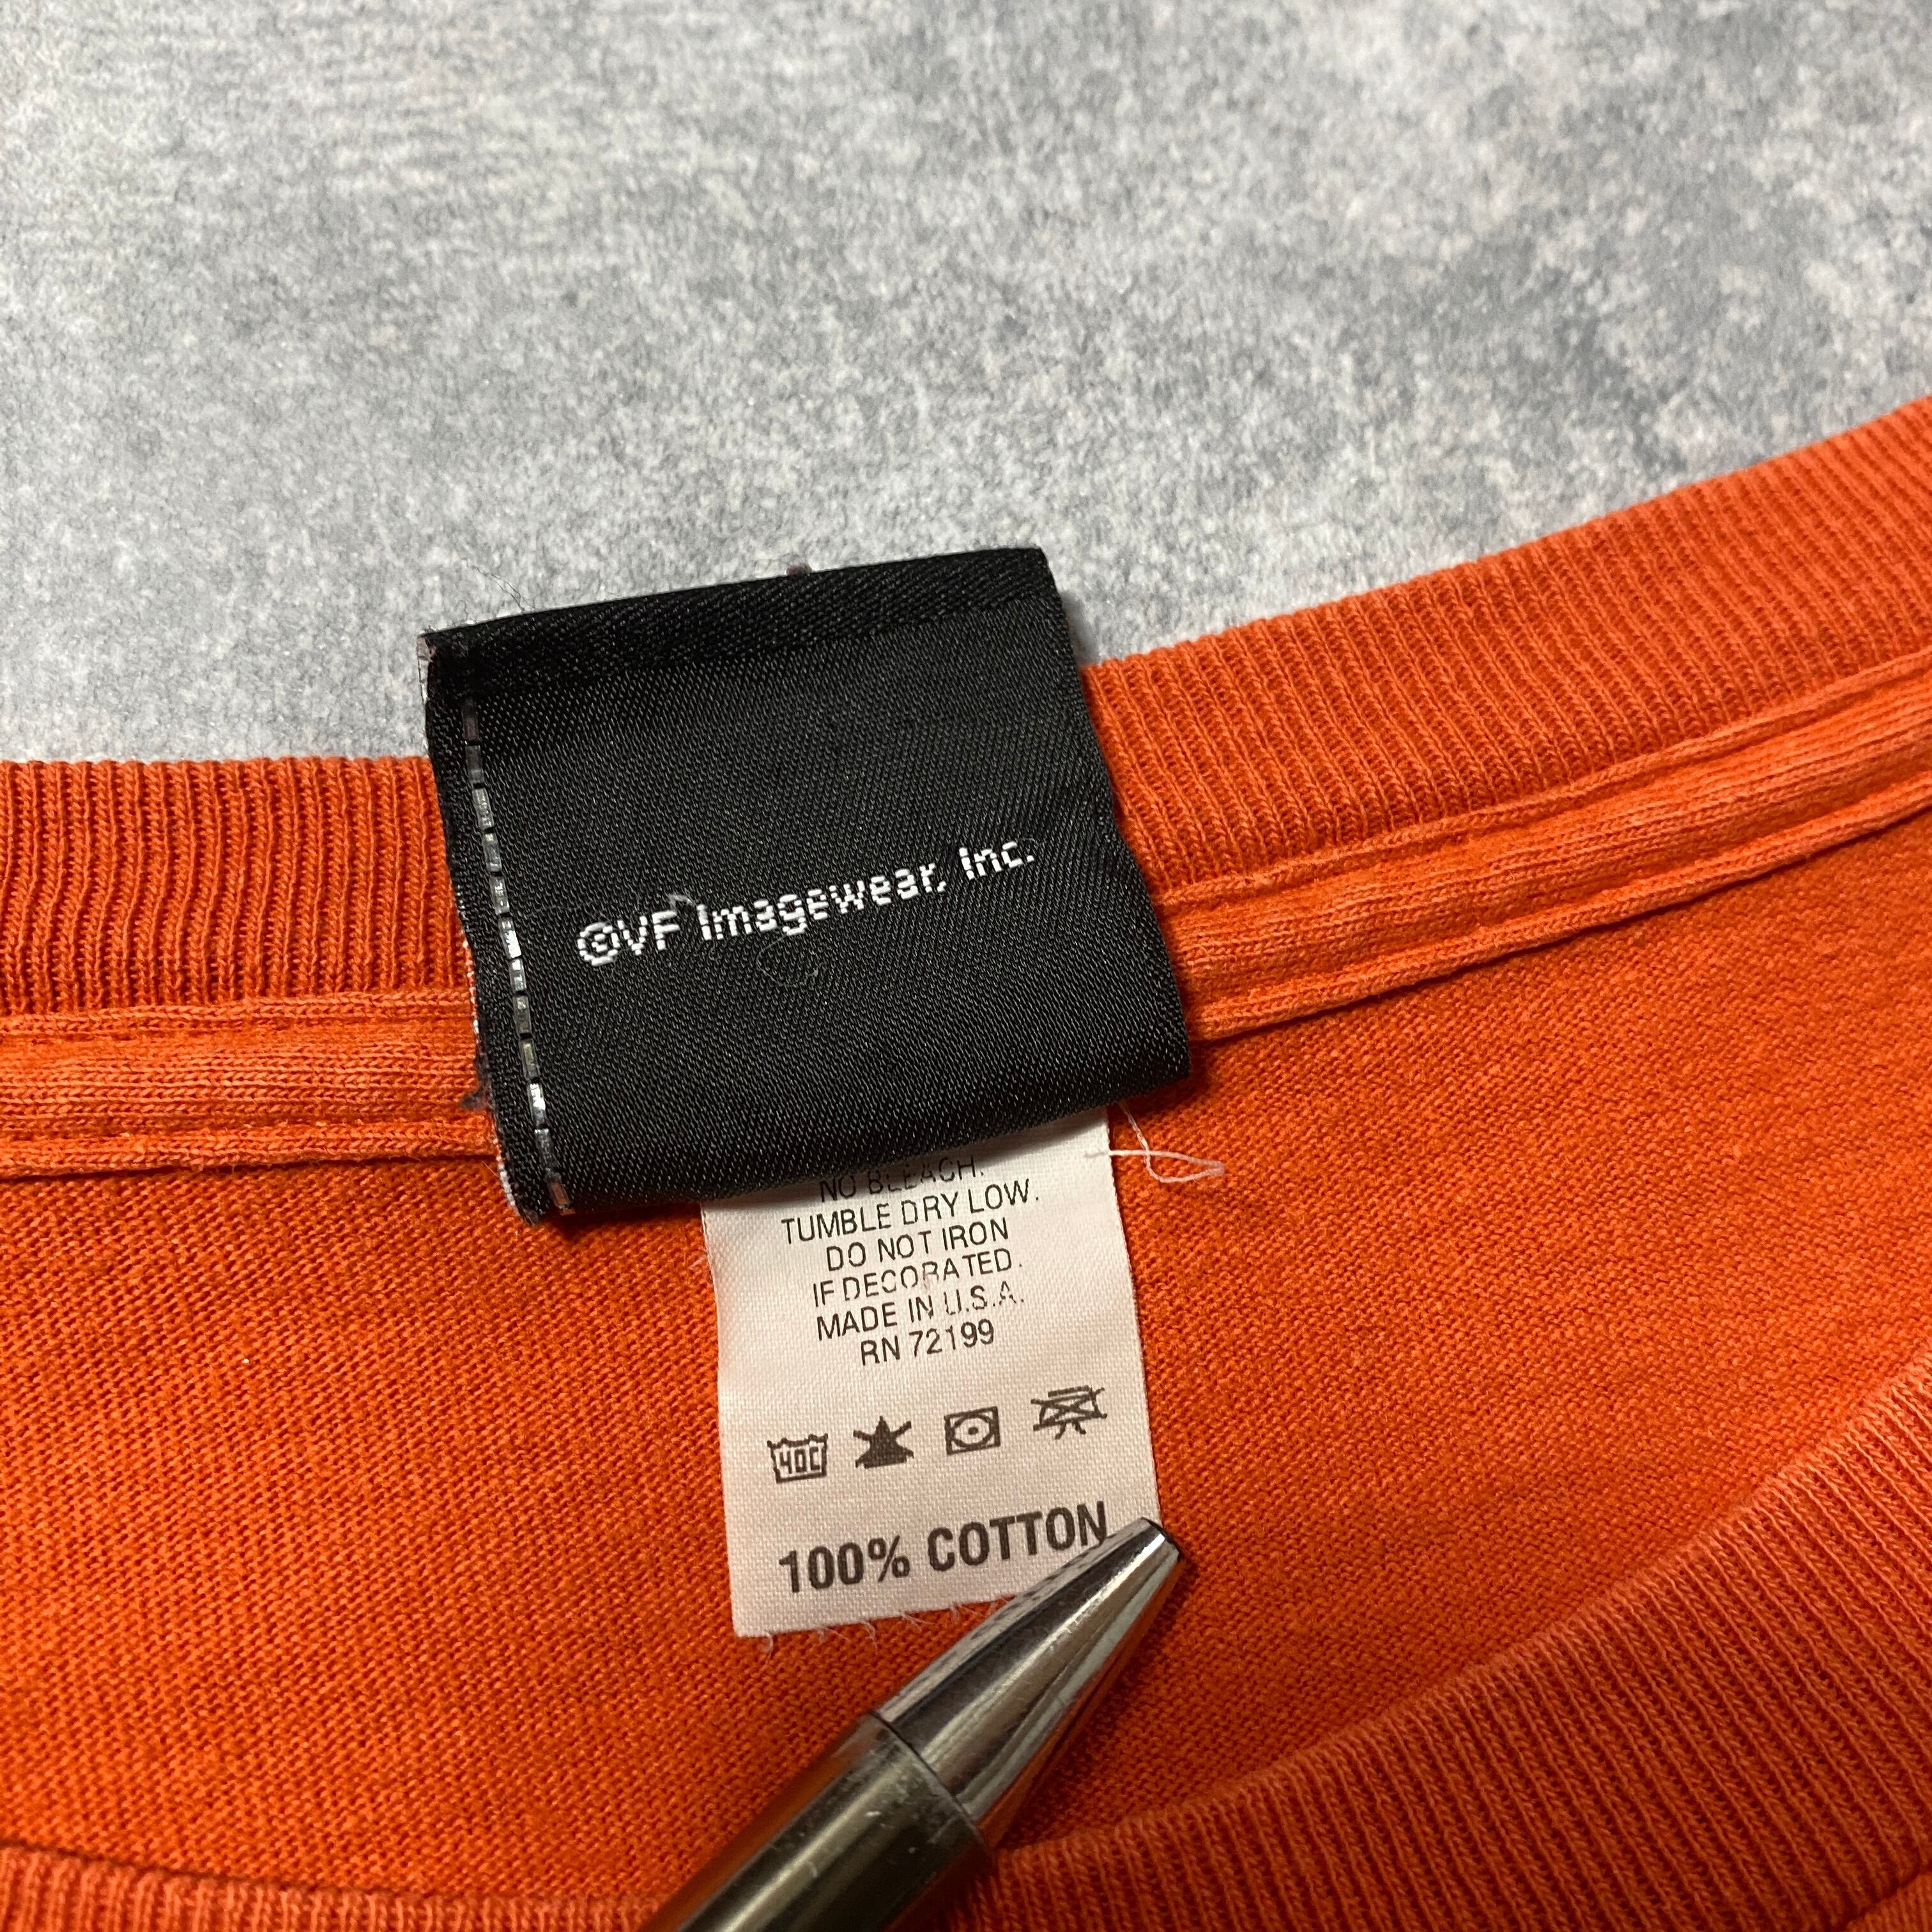 ©VF Imagewear, Inc.
NO BLEACH.
TUMBLE DRY LOW.
DO NOT IRON
IF DECORATED.
MADE IN U.S.A.
RN 72199
40C
100% COTTON